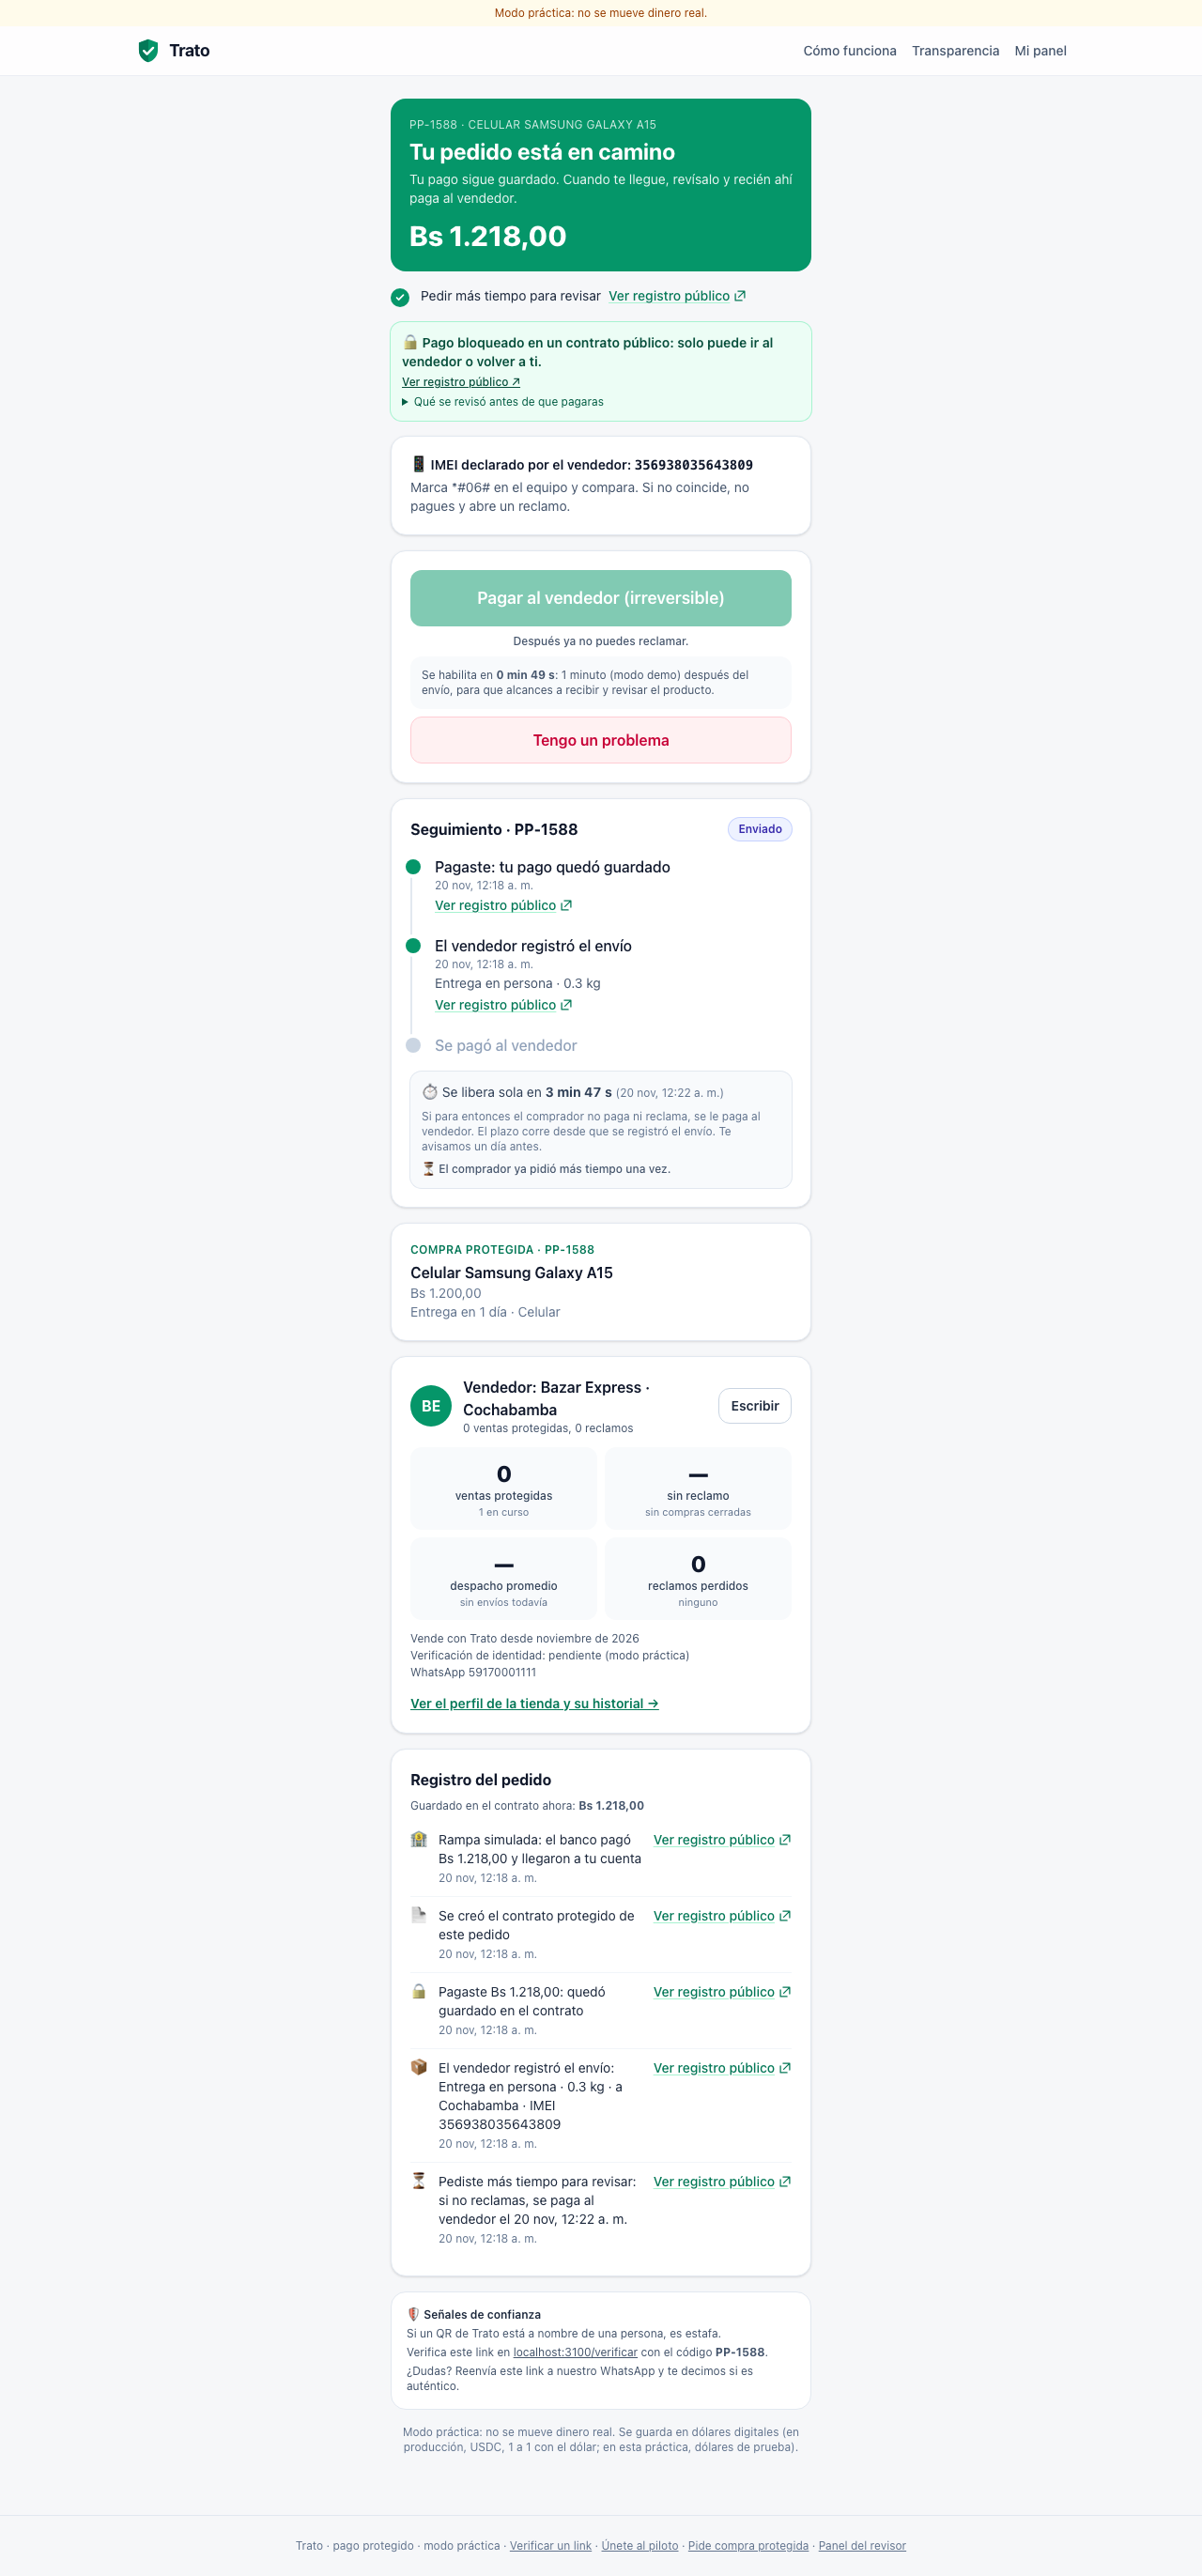 Modo práctica: no se mueve dinero real.
Trato
Cómo funciona Transparencia Mi panel
PP-1588 · CELULAR SAMSUNG GALAXY A15
Tu pedido está en camino
Tu pago sigue guardado. Cuando te llegue, revísalo y recién ahí
paga al vendedor.
Bs 1.218,00
Pedir más tiempo para revisar Ver registro público
Pago bloqueado en un contrato público: solo puede ir al
vendedor o volver a ti.
Ver registro público ↗
▶ Qué se revisó antes de que pagaras
IMEI declarado por el vendedor: 356938035643809
Marca *#06# en el equipo y compara. Si no coincide, no
pagues y abre un reclamo.
Pagar al vendedor (irreversible)
Después ya no puedes reclamar.
Se habilita en 0 min 49 s: 1 minuto (modo demo) después del
envío, para que alcances a recibir y revisar el producto.
Tengo un problema
Seguimiento · PP-1588
Enviado
Pagaste: tu pago quedó guardado
20 nov, 12:18 a. m.
Ver registro público
El vendedor registró el envío
20 nov, 12:18 a. m.
Entrega en persona · 0.3 kg
Ver registro público
Se pagó al vendedor
Se libera sola en 3 min 47 s (20 nov, 12:22 a. m.)
Si para entonces el comprador no paga ni reclama, se le paga al
vendedor. El plazo corre desde que se registró el envío. Te
avisamos un día antes.
El comprador ya pidió más tiempo una vez.
COMPRA PROTEGIDA · PP-1588
Celular Samsung Galaxy A15
Bs 1.200,00
Entrega en 1 día · Celular
BE
Vendedor: Bazar Express ·
Cochabamba
0 ventas protegidas, 0 reclamos
Escribir
0
ventas protegidas
1 en curso
—
sin reclamo
sin compras cerradas
—
despacho promedio
sin envíos todavía
0
reclamos perdidos
ninguno
Vende con Trato desde noviembre de 2026
Verificación de identidad: pendiente (modo práctica)
WhatsApp 59170001111
Ver el perfil de la tienda y su historial →
Registro del pedido
Guardado en el contrato ahora: Bs 1.218,00
Rampa simulada: el banco pagó
Bs 1.218,00 y llegaron a tu cuenta
20 nov, 12:18 a. m.
Ver registro público
Se creó el contrato protegido de
este pedido
20 nov, 12:18 a. m.
Ver registro público
Pagaste Bs 1.218,00: quedó
guardado en el contrato
20 nov, 12:18 a. m.
Ver registro público
El vendedor registró el envío:
Entrega en persona · 0.3 kg · a
Cochabamba · IMEI
356938035643809
20 nov, 12:18 a. m.
Ver registro público
Pediste más tiempo para revisar:
si no reclamas, se paga al
vendedor el 20 nov, 12:22 a. m.
20 nov, 12:18 a. m.
Ver registro público
Señales de confianza
Si un QR de Trato está a nombre de una persona, es estafa.
Verifica este link en localhost:3100/verificar con el código PP-1588.
¿Dudas? Reenvía este link a nuestro WhatsApp y te decimos si es
auténtico.
Modo práctica: no se mueve dinero real. Se guarda en dólares digitales (en
producción, USDC, 1 a 1 con el dólar; en esta práctica, dólares de prueba).
Trato · pago protegido · modo práctica · Verificar un link · Únete al piloto · Pide compra protegida · Panel del revisor